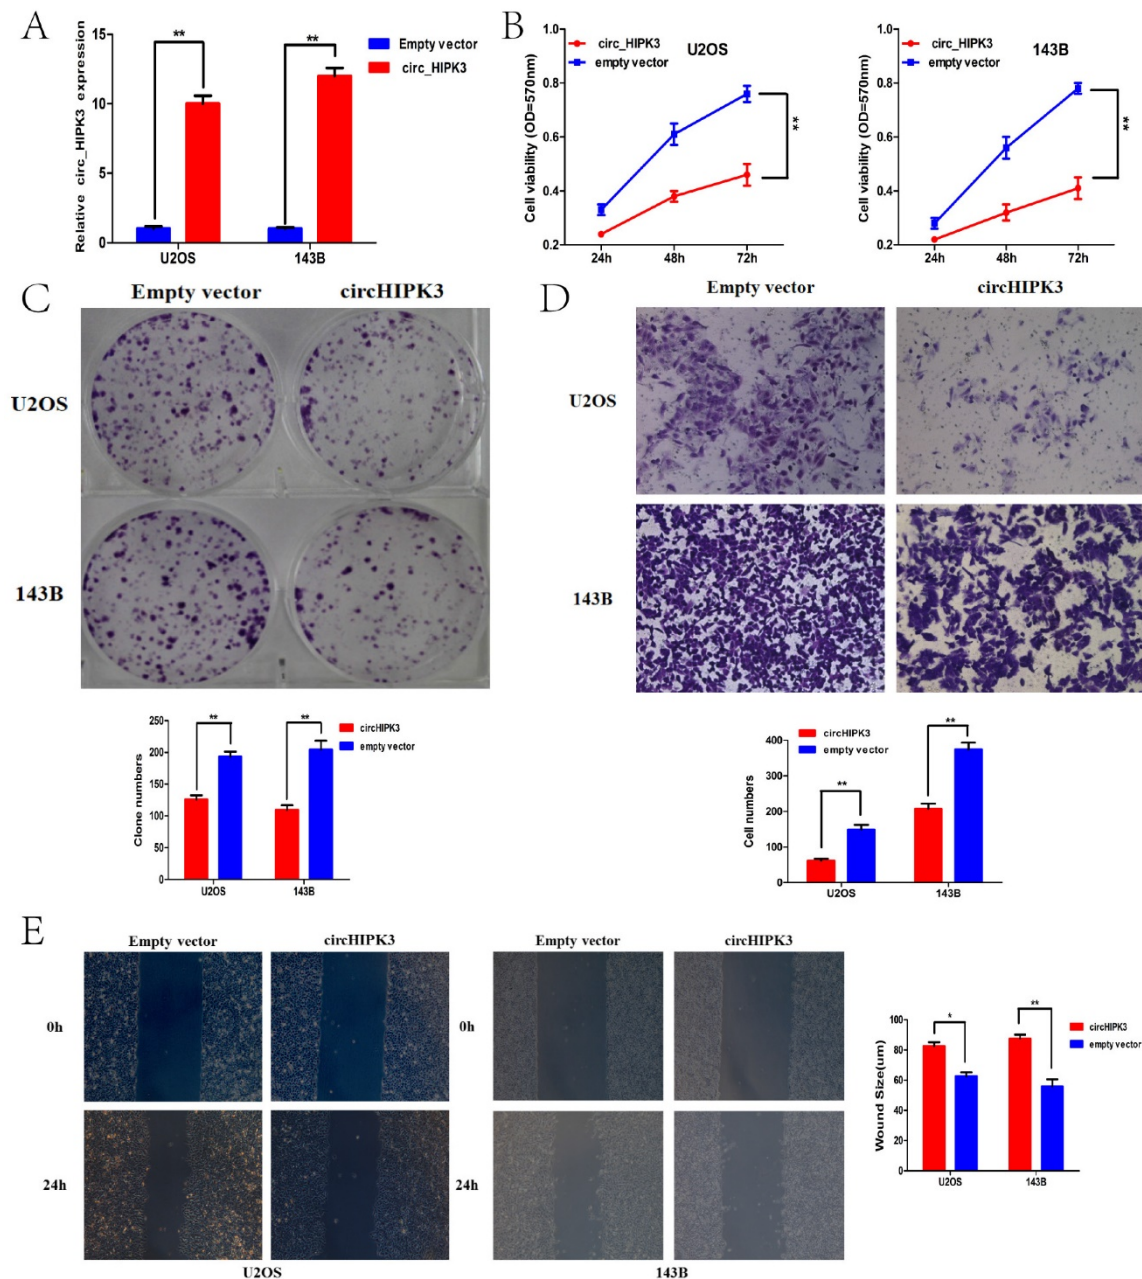 A
Relative circ_HIPK3 expression
15
10
5
0
**
**
Empty vector
circ_HIPK3
U2OS
143B
B
Cell viability (OD=570nm)
1.0
0.8
0.6
0.4
0.2
circ_HIPK3
empty vector
U2OS
**
24h
48h
72h
Cell viability (OD=570nm)
1.0
0.8
0.6
0.4
0.2
circ_HIPK3
empty vector
143B
**
24h
48h
72h
C
Empty vector
circHIPK3
U2OS
143B
Clone numbers
250
200
150
100
50
0
**
**
circHIPK3
empty vector
U2OS
143B
D
Empty vector
circHIPK3
U2OS
143B
Cell numbers
400
300
200
100
0
**
**
circHIPK3
empty vector
U2OS
143B
E
Empty vector
circHIPK3
0h
24h
U2OS
Empty vector
circHIPK3
0h
24h
143B
Wound Size(um)
100
80
60
40
20
0
*
**
circHIPK3
empty vector
U2OS
143B